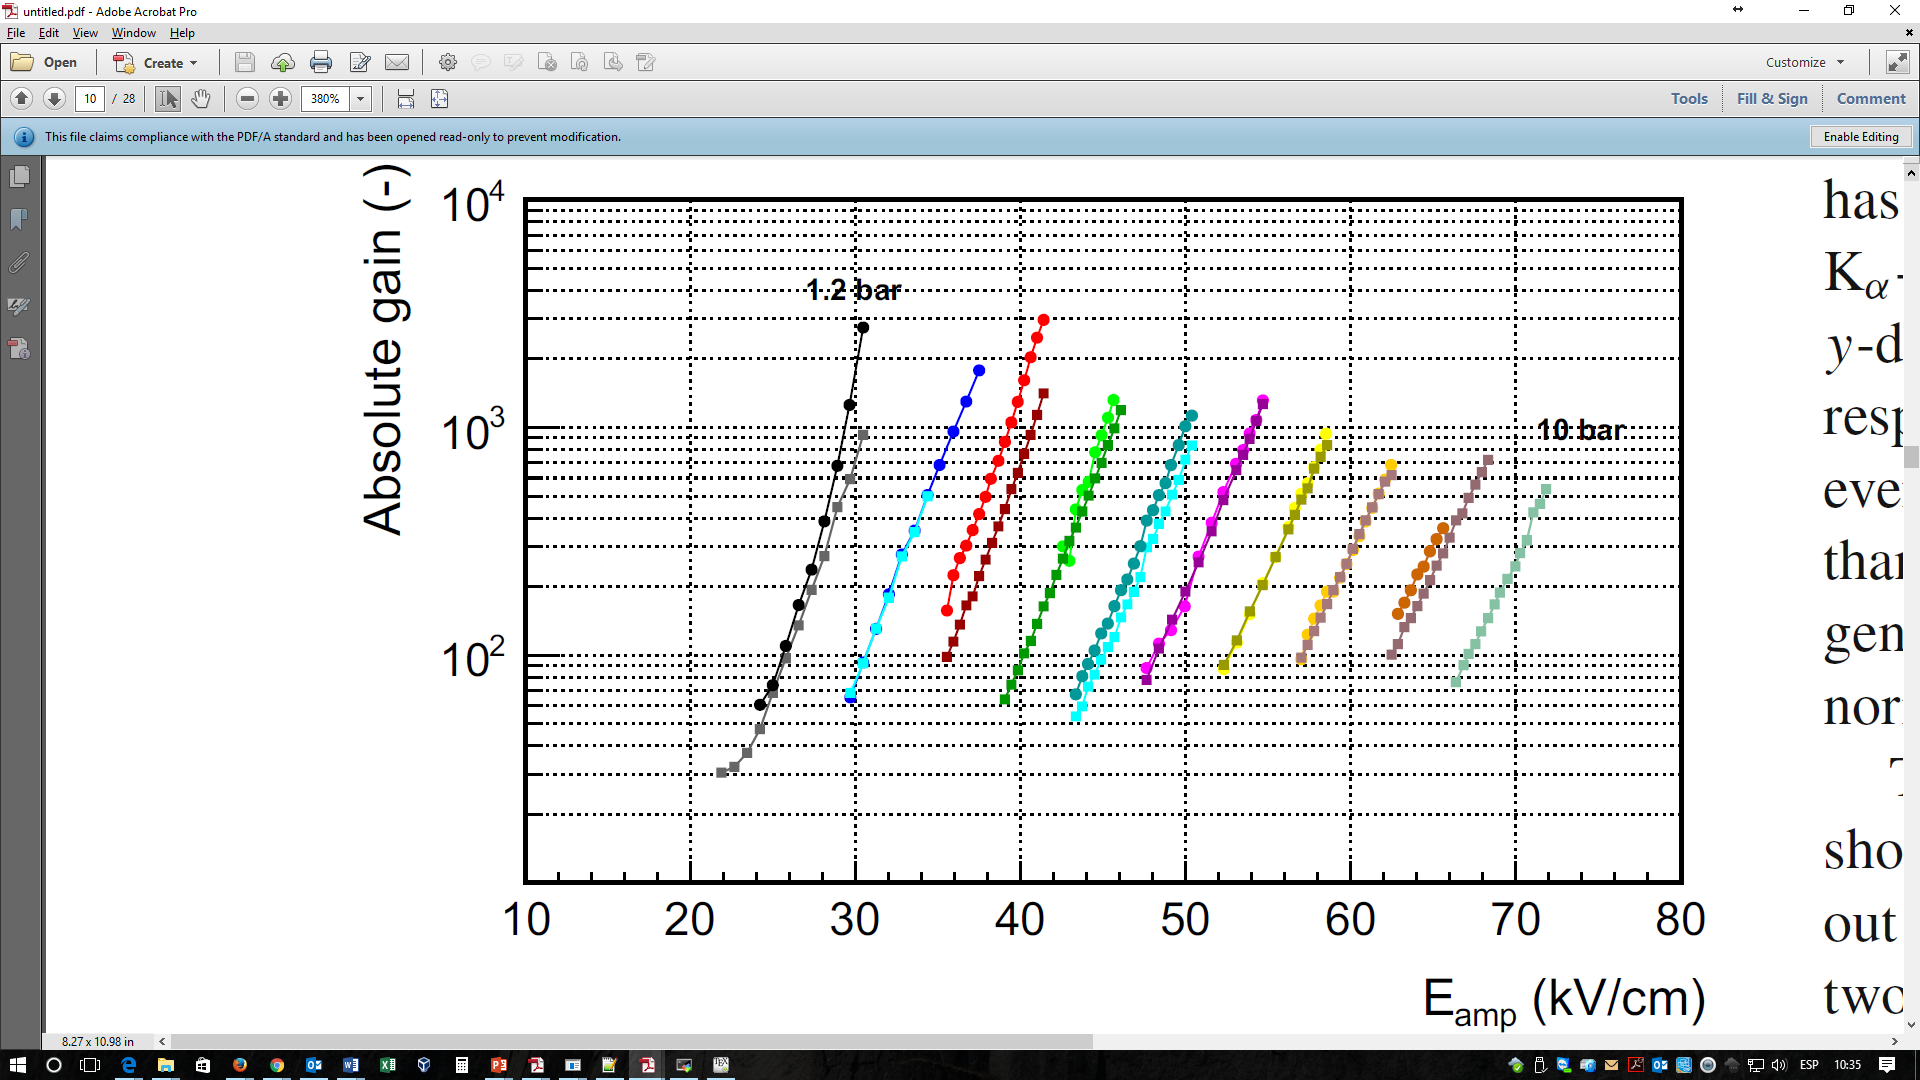 untitled.pdf - Adobe Acrobat Pro
File Edit View Window Help
Open Create Customize
10 / 28 380% Tools Fill & Sign Comment
This file claims compliance with the PDF/A standard and has been opened read-only to prevent modification. Enable Editing
Absolute gain (-)
10⁴
10³
10²
1.2 bar
10 bar
10 20 30 40 50 60 70 80
E_amp (kV/cm)
has
Kα-
y-d
resp
eve
than
gen
nor
T
sho
out
two
8.27 x 10.98 in
ESP 10:35